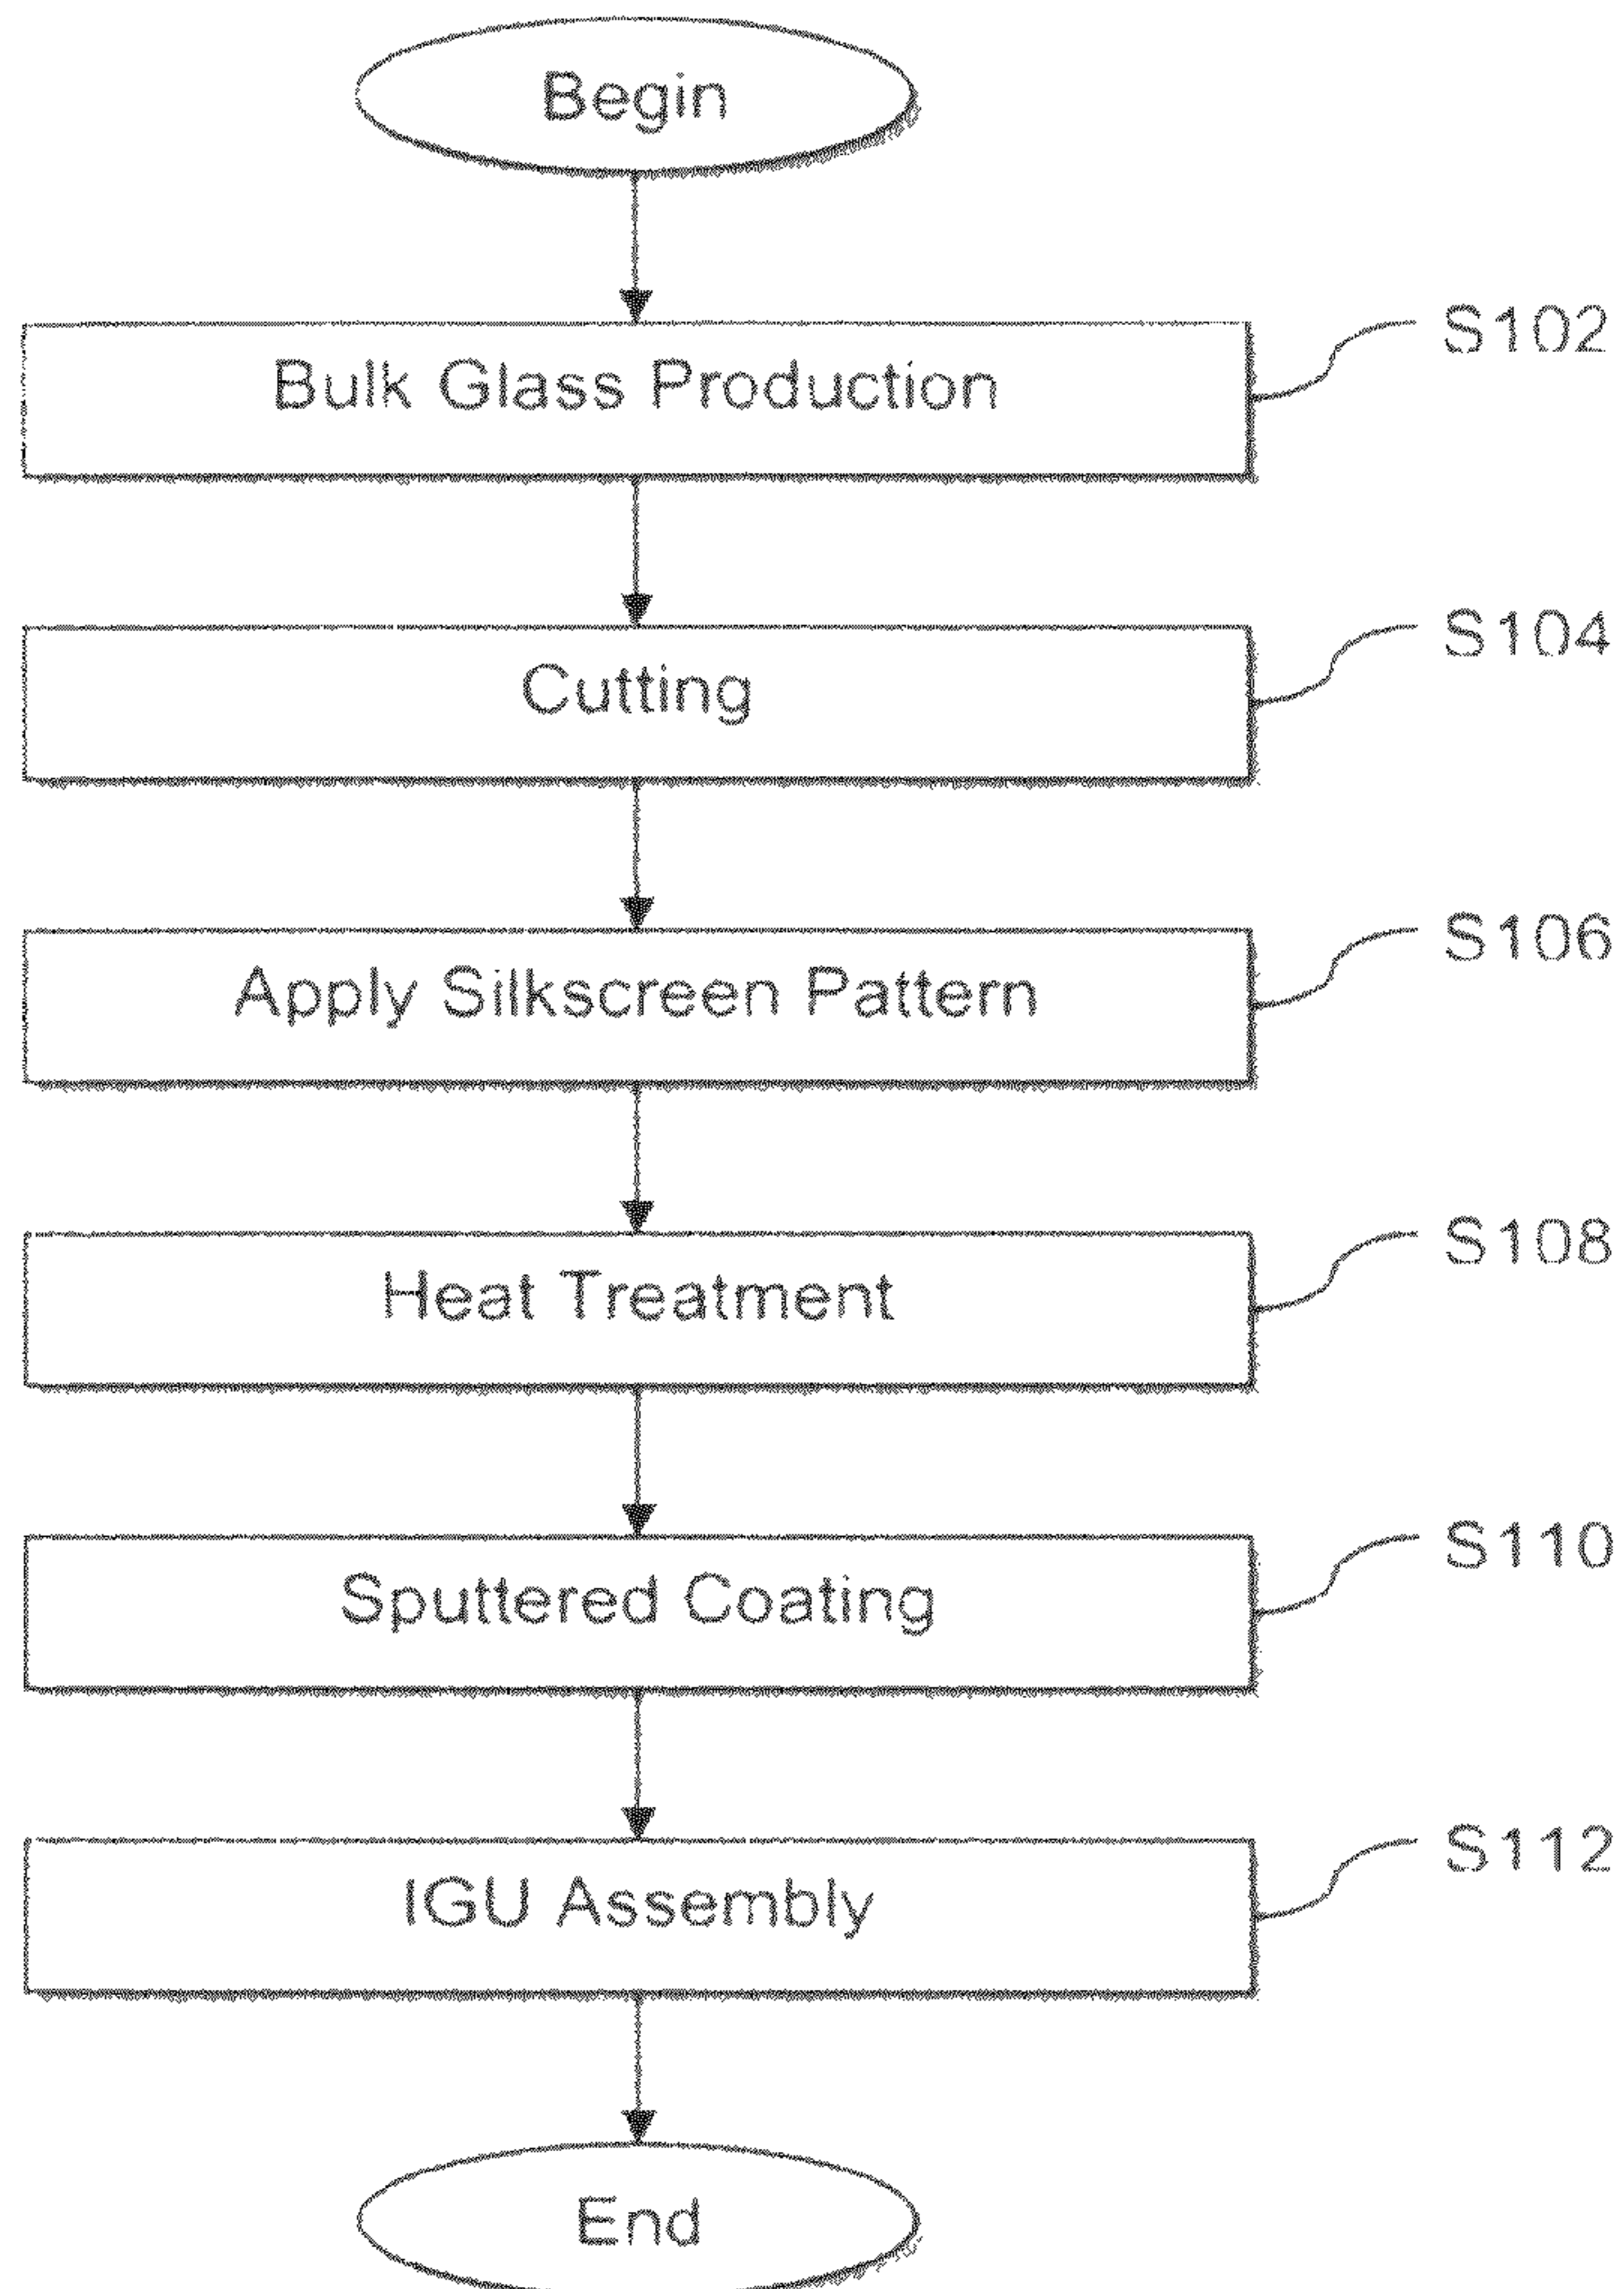 Begin
Bulk Glass Production
S102
Cutting
S104
Apply Silkscreen Pattern
S106
Heat Treatment
S108
Sputtered Coating
S110
IGU Assembly
S112
End